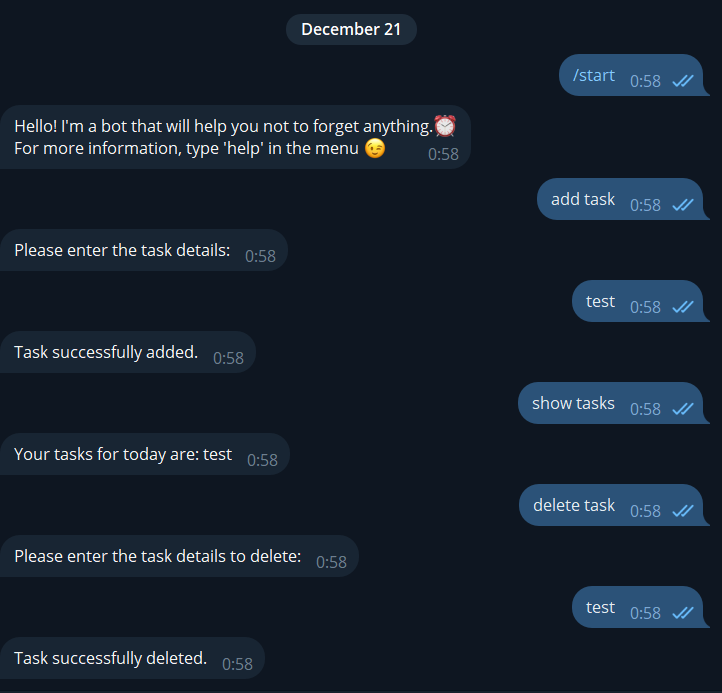 December 21
/start 0:58
Hello! I'm a bot that will help you not to forget anything.⏰
For more information, type 'help' in the menu 😉 0:58
add task 0:58
Please enter the task details: 0:58
test 0:58
Task successfully added. 0:58
show tasks 0:58
Your tasks for today are: test 0:58
delete task 0:58
Please enter the task details to delete: 0:58
test 0:58
Task successfully deleted. 0:58